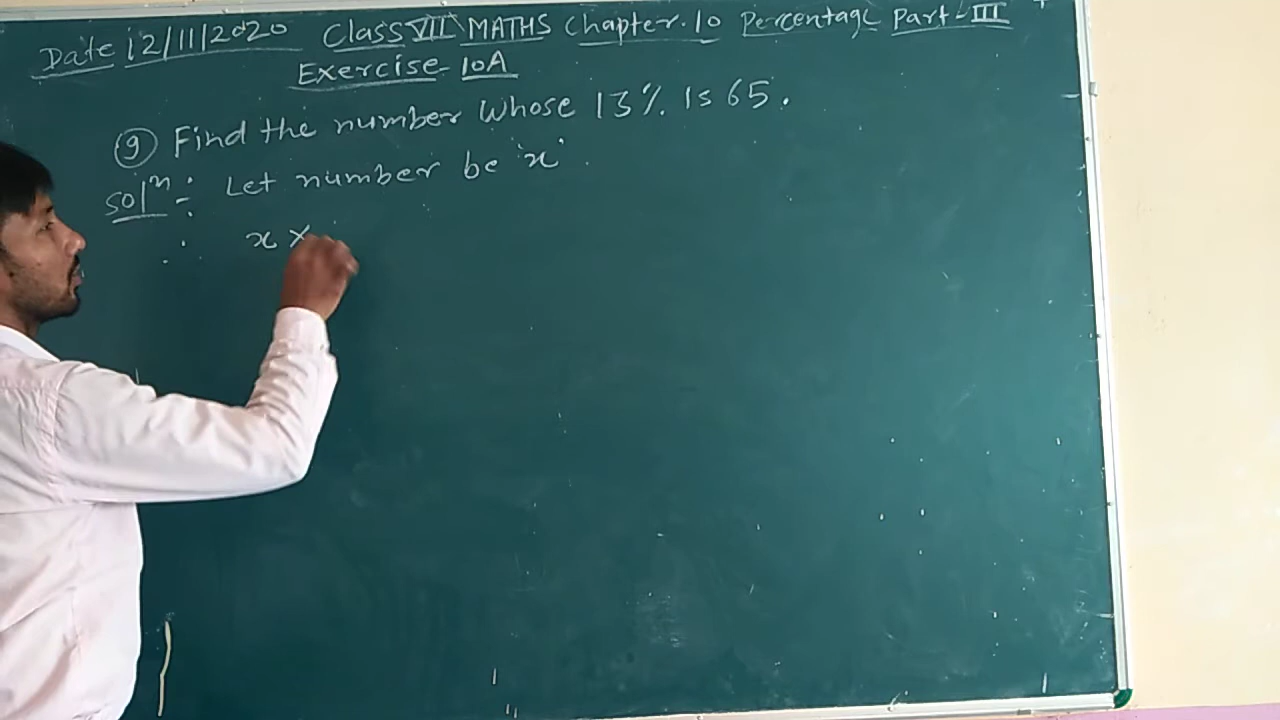 Date 12/11/2020 Class VII MATHS Chapter.10 Percentage Part-III
Exercise-10A
⑨ Find the number whose 13% is 65.
Solⁿ:- Let number be 'x'.
∴ x ×